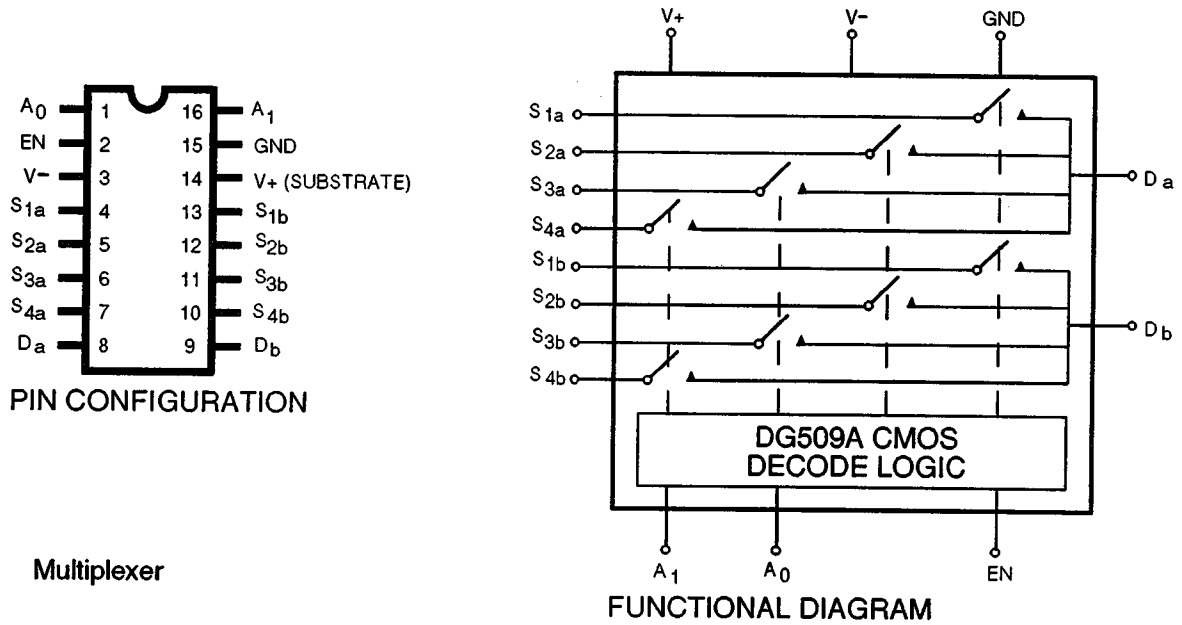 A0 1 16 A1
EN 2 15 GND
V- 3 14 V+ (SUBSTRATE)
S1a 4 13 S1b
S2a 5 12 S2b
S3a 6 11 S3b
S4a 7 10 S4b
Da 8 9 Db
PIN CONFIGURATION
Multiplexer
V+ V- GND
S1a
S2a
S3a
S4a
Da
S1b
S2b
S3b
S4b
Db
DG509A CMOS
DECODE LOGIC
A1 A0 EN
FUNCTIONAL DIAGRAM